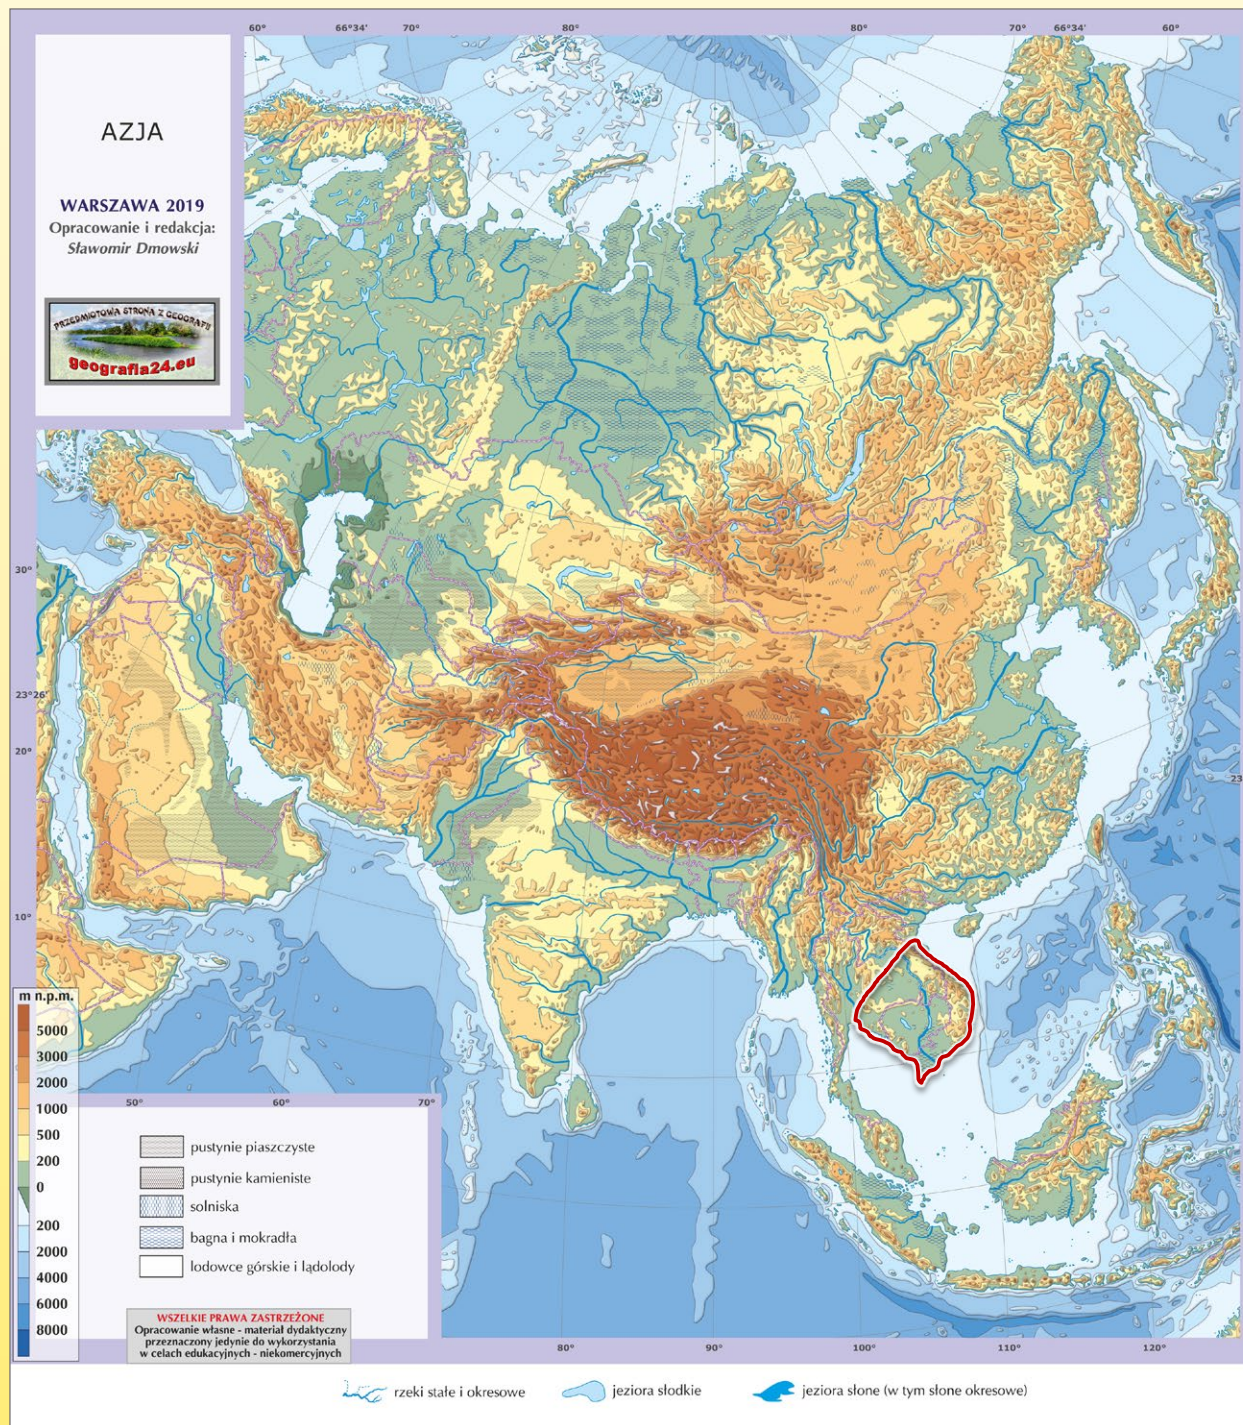 60° 66°34' 70° 80° 80° 70° 66°34' 60°
AZJA
WARSZAWA 2019
Opracowanie i redakcja:
Sławomir Dmowski
PRZEDMIOTOWA STRONA Z GEOGRAFII
geografia24.eu
30°
23°26'
20°
23
10°
m n.p.m.
5000
3000
2000
1000
500
200
0
200
2000
4000
6000
8000
50° 60° 70°
pustynie piaszczyste
pustynie kamieniste
solniska
bagna i mokradła
lodowce górskie i lądolody
WSZELKIE PRAWA ZASTRZEŻONE
Opracowanie własne - materiał dydaktyczny
przeznaczony jedynie do wykorzystania
w celach edukacyjnych - niekomercyjnych
80° 90° 100° 110° 120°
rzeki stałe i okresowe
jeziora słodkie
jeziora słone (w tym słone okresowe)